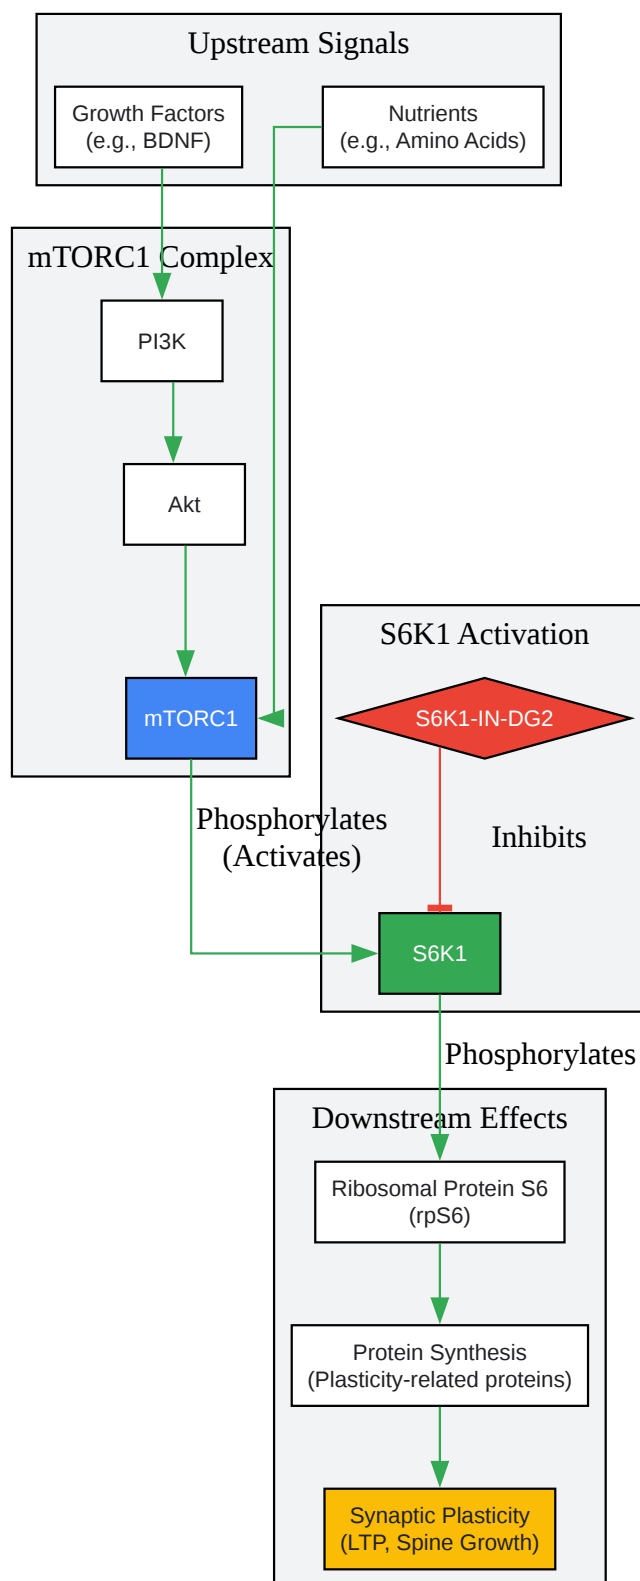 Upstream Signals
Growth Factors
(e.g., BDNF)
Nutrients
(e.g., Amino Acids)
mTORC1 Complex
PI3K
Akt
mTORC1
S6K1 Activation
S6K1-IN-DG2
Phosphorylates
(Activates)
Inhibits
S6K1
Phosphorylates
Downstream Effects
Ribosomal Protein S6
(rpS6)
Protein Synthesis
(Plasticity-related proteins)
Synaptic Plasticity
(LTP, Spine Growth)